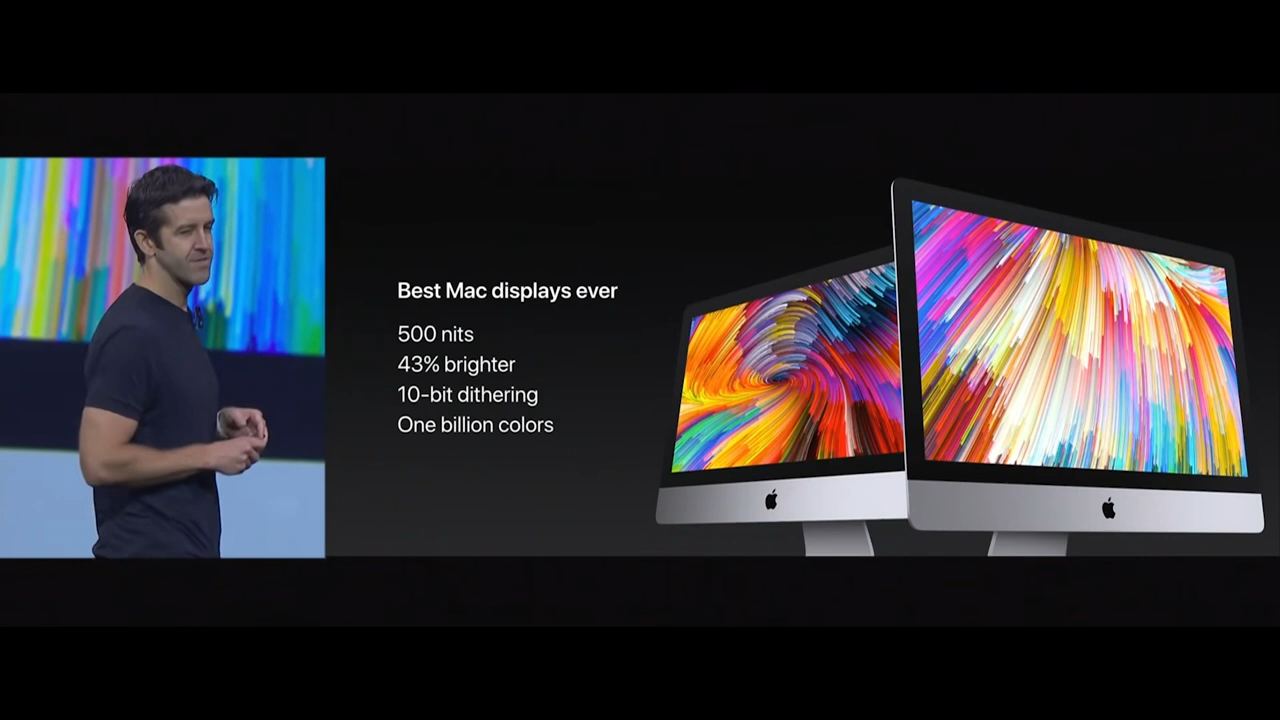 Best Mac displays ever
500 nits
43% brighter
10-bit dithering
One billion colors